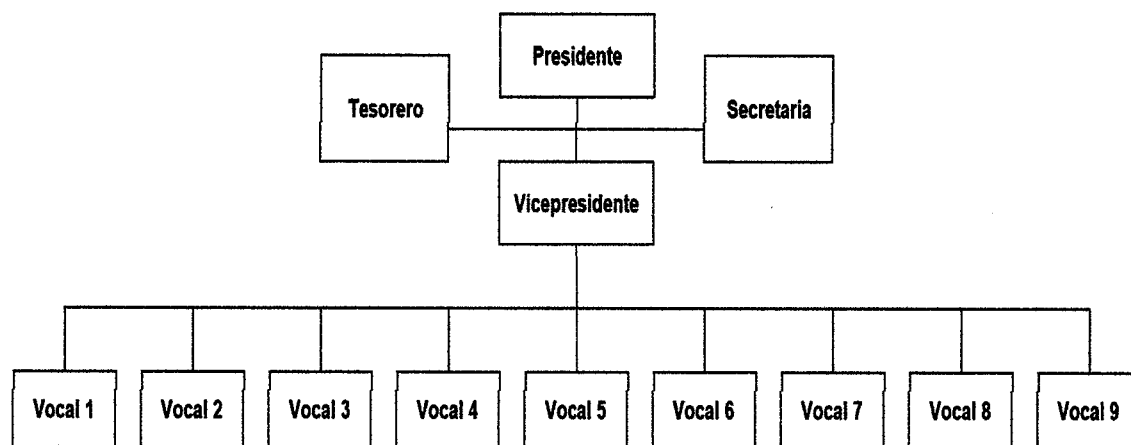 Presidente
Tesorero
Secretaria
Vicepresidente
Vocal 1
Vocal 2
Vocal 3
Vocal 4
Vocal 5
Vocal 6
Vocal 7
Vocal 8
Vocal 9